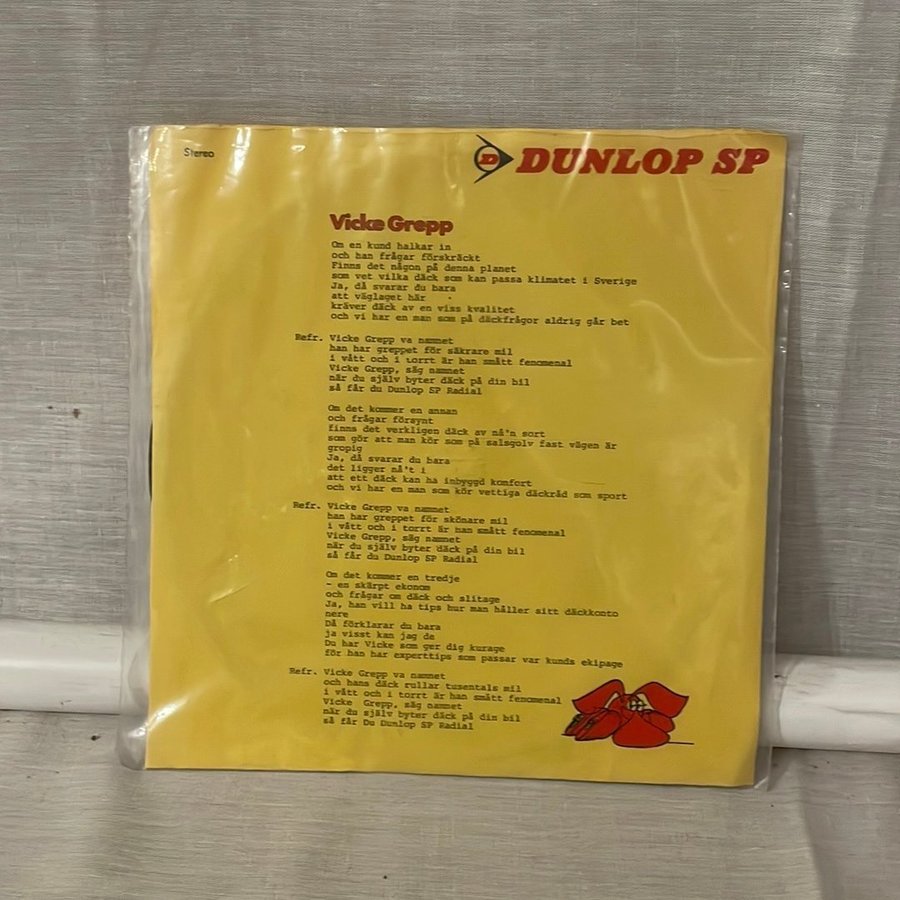 Stereo
D DUNLOP SP
Vicke Grepp
Om en kund halkar in
och han frågar förskräckt
Finns det någon på denna planet
som vet vilka däck som kan passa klimatet i Sverige
Ja, då svarar du bara
att väglaget här
kräver däck av en viss kvalitet
och vi har en man som på däckfrågor aldrig går bet
Refr. Vicke Grepp va namnet
han har greppet för säkrare mil
i vått och i torrt är han smått fenomenal
Vicke Grepp, säg namnet
när du själv byter däck på din bil
så får du Dunlop SP Radial
Om det kommer en annan
och frågar försynt
finns det verkligen däck av nå'n sort
som gör att man kör som på salsgolv fast vägen är
gropig
Ja, då svarar du bara
det ligger nå't i
att ett däck kan ha inbyggd komfort
och vi har en man som kör vettiga däckråd som sport
Refr. Vicke Grepp va namnet
han har greppet för skönare mil
i vått och i torrt är han smått fenomenal
Vicke Grepp, säg namnet
när du själv byter däck på din bil
så får du Dunlop SP Radial
Om det kommer en tredje
- en skärpt ekonom
och frågar om däck och slitage
Ja, han vill ha tips hur man håller sitt däckkonto
nere
Då förklarar du bara
ja visst kan jag de
Du har Vicke som ger dig kurage
för han har experttips som passar var kunds ekipage
Refr. Vicke Grepp va namnet
och hans däck rullar tusentals mil
i vått och i torrt är han smått fenomenal
Vicke Grepp, säg namnet
när du själv byter däck på din bil
så får Du Dunlop SP Radial